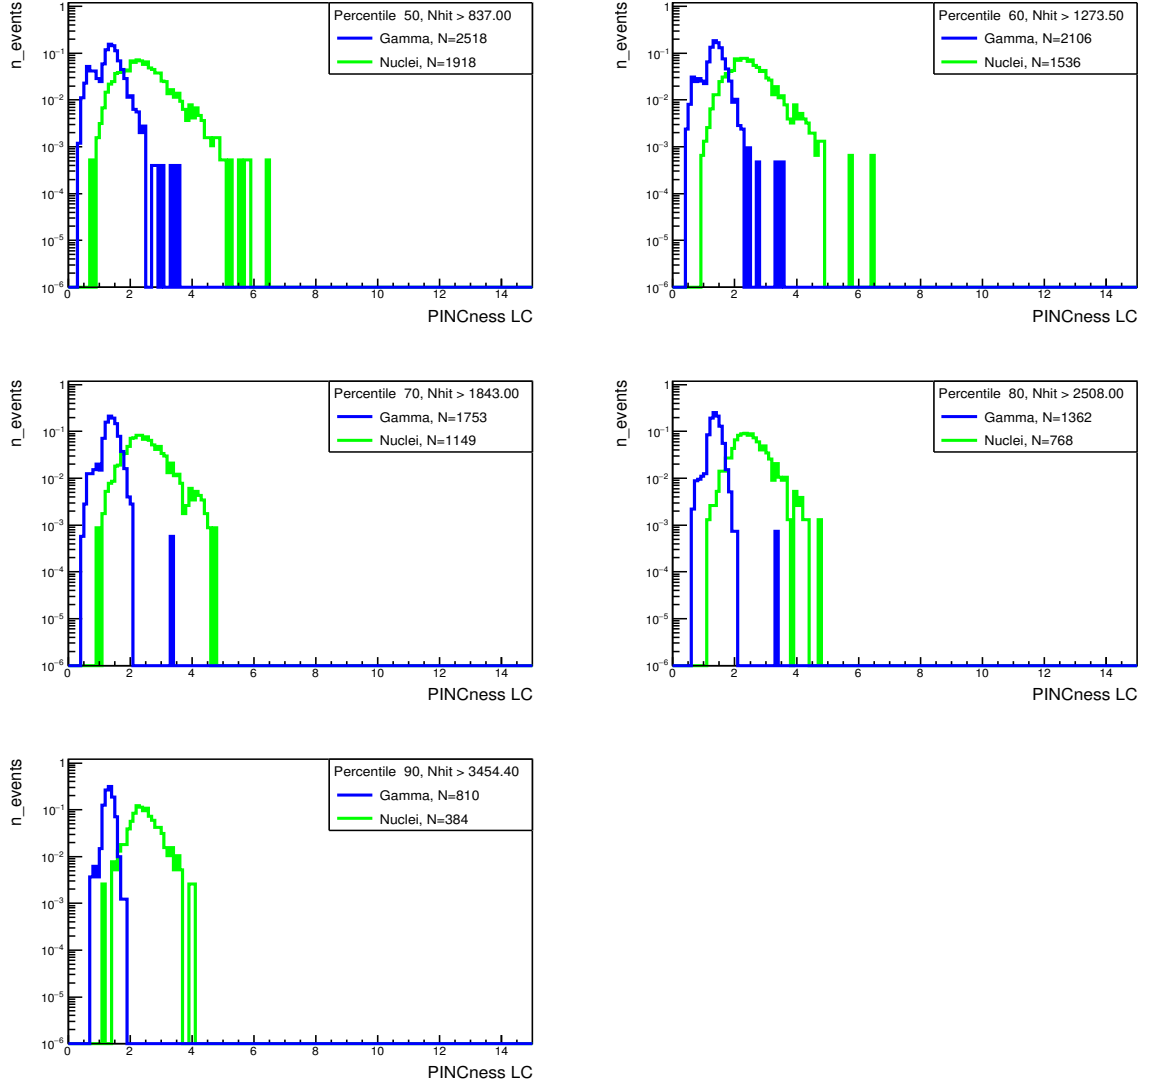 n_events
1
10⁻¹
10⁻²
10⁻³
10⁻⁴
10⁻⁵
10⁻⁶
Percentile 50, Nhit > 837.00
Gamma, N=2518
Nuclei, N=1918
0 2 4 6 8 10 12 14
PINCness LC
n_events
1
10⁻¹
10⁻²
10⁻³
10⁻⁴
10⁻⁵
10⁻⁶
Percentile 60, Nhit > 1273.50
Gamma, N=2106
Nuclei, N=1536
0 2 4 6 8 10 12 14
PINCness LC
n_events
1
10⁻¹
10⁻²
10⁻³
10⁻⁴
10⁻⁵
10⁻⁶
Percentile 70, Nhit > 1843.00
Gamma, N=1753
Nuclei, N=1149
0 2 4 6 8 10 12 14
PINCness LC
n_events
1
10⁻¹
10⁻²
10⁻³
10⁻⁴
10⁻⁵
10⁻⁶
Percentile 80, Nhit > 2508.00
Gamma, N=1362
Nuclei, N=768
0 2 4 6 8 10 12 14
PINCness LC
n_events
1
10⁻¹
10⁻²
10⁻³
10⁻⁴
10⁻⁵
10⁻⁶
Percentile 90, Nhit > 3454.40
Gamma, N=810
Nuclei, N=384
0 2 4 6 8 10 12 14
PINCness LC